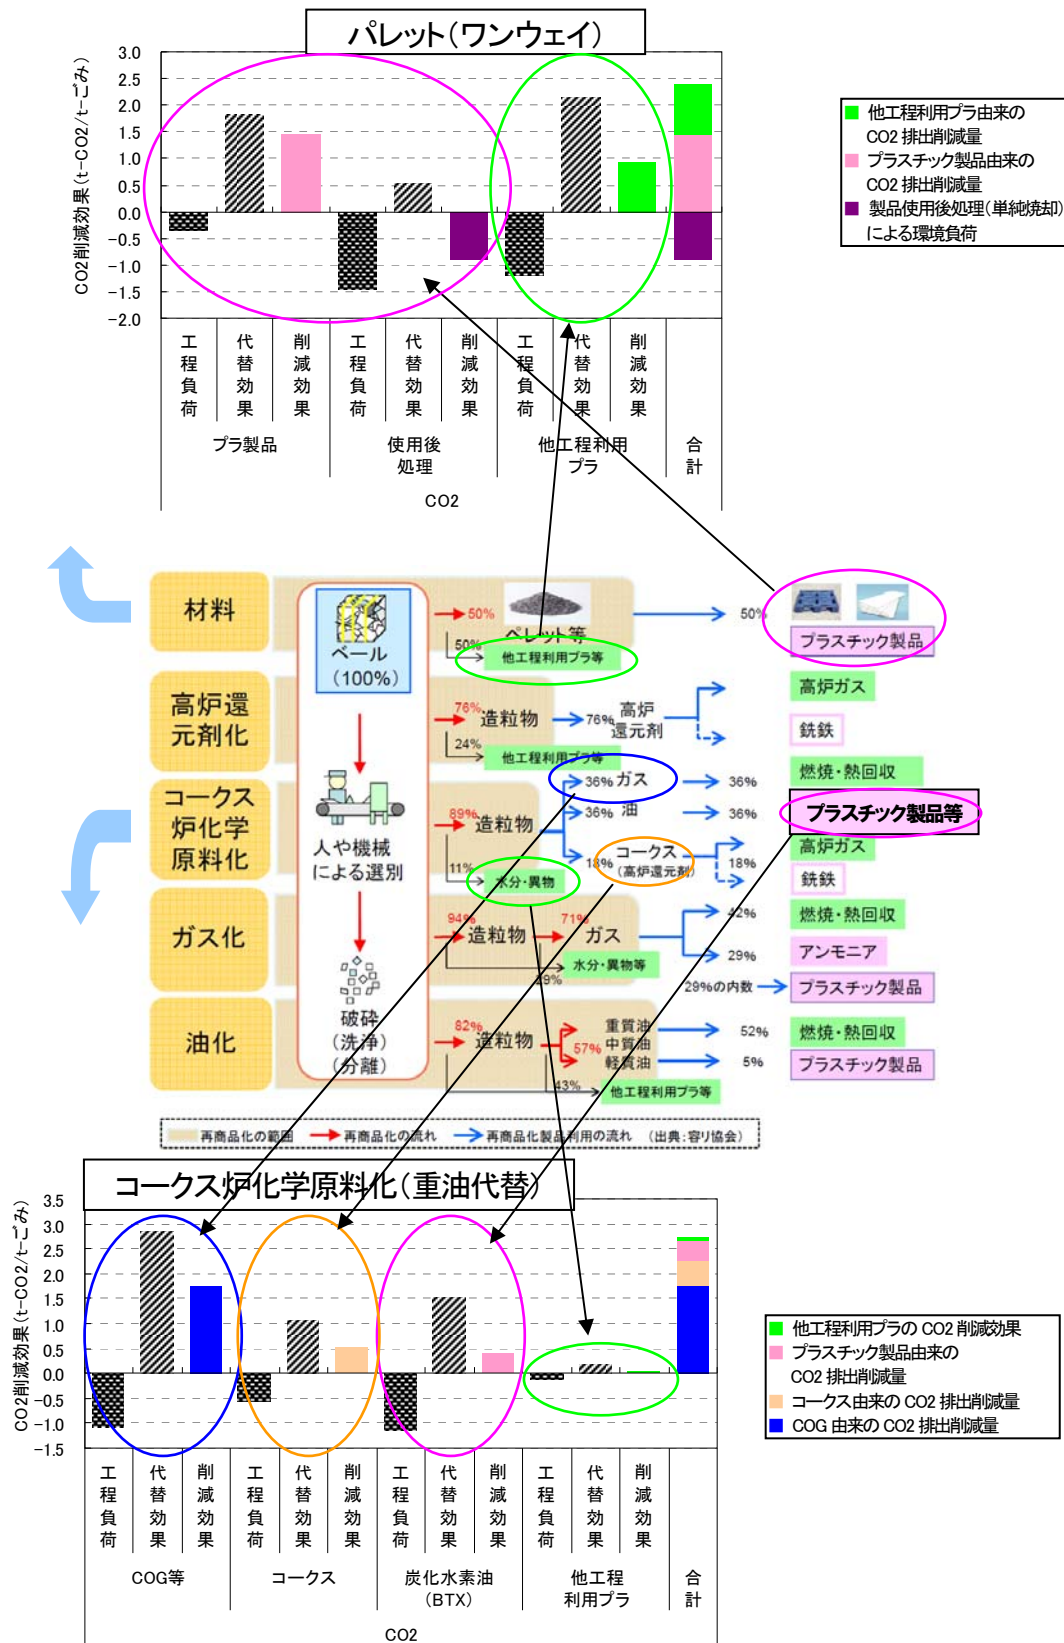 パレット(ワンウェイ)
CO2削減効果(t-CO2/t-ごみ)
3.0
2.5
2.0
1.5
1.0
0.5
0.0
-0.5
-1.0
-1.5
-2.0
工程負荷
代替効果
削減効果
工程負荷
代替効果
削減効果
工程負荷
代替効果
削減効果
プラ製品
使用後
処理
他工程利用
プラ
合計
CO2
他工程利用プラ由来の
CO2 排出削減量
プラスチック製品由来の
CO2 排出削減量
製品使用後処理(単純焼却)
による環境負荷
材料
ベール
(100%)
50%
ペレット等
50%
他工程利用プラ等
50%
プラスチック製品
高炉還
元剤化
76%
造粒物
24%
他工程利用プラ等
76%
高炉
還元剤
高炉ガス
銑鉄
コークス
炉化学
原料化
人や機械
による選別
89%
造粒物
11%
水分・異物
36%
ガス
36%
燃焼・熱回収
36%
油
36%
プラスチック製品等
18%
コークス
(高炉還元剤)
18%
高炉ガス
銑鉄
ガス化
94%
造粒物
71%
ガス
29%
水分・異物等
42%
燃焼・熱回収
29%
アンモニア
29%の内数
プラスチック製品
油化
破砕
(洗浄)
(分離)
82%
造粒物
57%
重質油
中質油
軽質油
43%
他工程利用プラ等
52%
燃焼・熱回収
5%
プラスチック製品
再商品化の範囲
再商品化の流れ
再商品化製品利用の流れ
(出典:容リ協会)
コークス炉化学原料化(重油代替)
CO2削減効果(t-CO2/t-ごみ)
3.5
3.0
2.5
2.0
1.5
1.0
0.5
0.0
-0.5
-1.0
-1.5
工程負荷
代替効果
削減効果
工程負荷
代替効果
削減効果
工程負荷
代替効果
削減効果
工程負荷
代替効果
削減効果
COG等
コークス
炭化水素油
(BTX)
他工程
利用プラ
合計
CO2
他工程利用プラの CO2 削減効果
プラスチック製品由来の
CO2 排出削減量
コークス由来の CO2 排出削減量
COG 由来の CO2 排出削減量